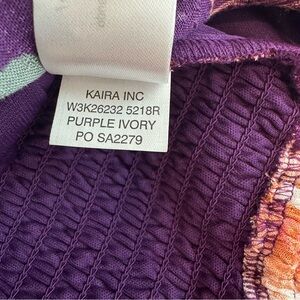 KAIRA INC
W3K26232 5218R
PURPLE IVORY
PO SA2279